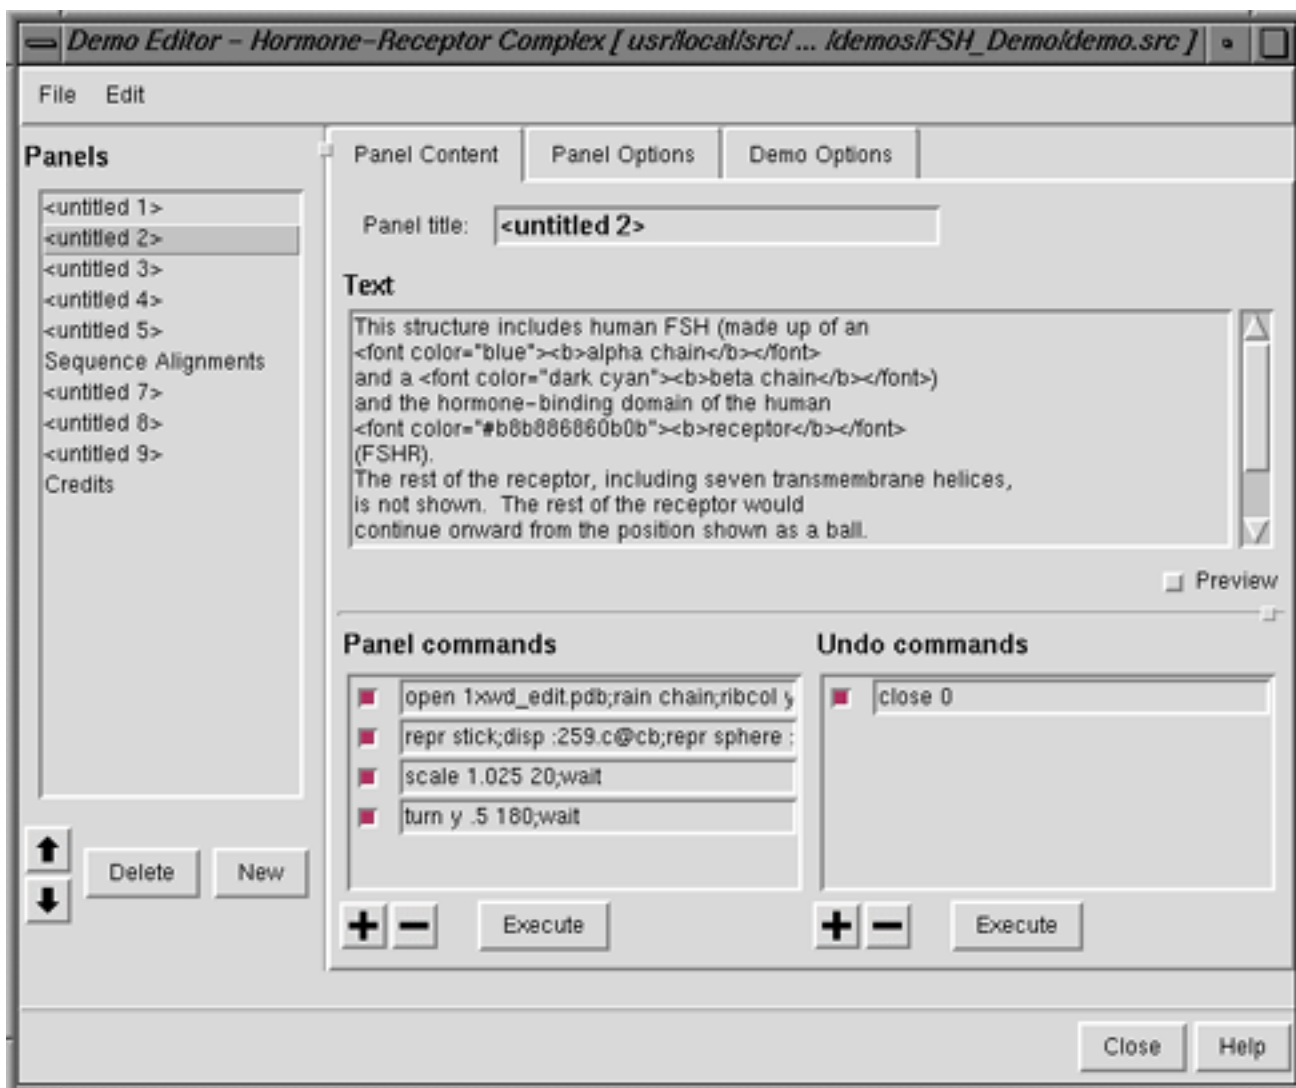 Demo Editor - Hormone-Receptor Complex [ usr/local/src/ ... /demos/FSH_Demo/demo.src ]
File Edit
Panels
<untitled 1>
<untitled 2>
<untitled 3>
<untitled 4>
<untitled 5>
Sequence Alignments
<untitled 7>
<untitled 8>
<untitled 9>
Credits
Delete New
Panel Content Panel Options Demo Options
Panel title: <untitled 2>
Text
This structure includes human FSH (made up of an
<font color="blue"><b>alpha chain</b></font>
and a <font color="dark cyan"><b>beta chain</b></font>)
and the hormone-binding domain of the human
<font color="#b8b886860b0b"><b>receptor</b></font>
(FSHR).
The rest of the receptor, including seven transmembrane helices,
is not shown.  The rest of the receptor would
continue onward from the position shown as a ball.
Preview
Panel commands
open 1xwd_edit.pdb;rain chain;ribcol y
repr stick;disp :259.c@cb;repr sphere :
scale 1.025 20;wait
turn y .5 180;wait
Execute
Undo commands
close 0
Execute
Close Help